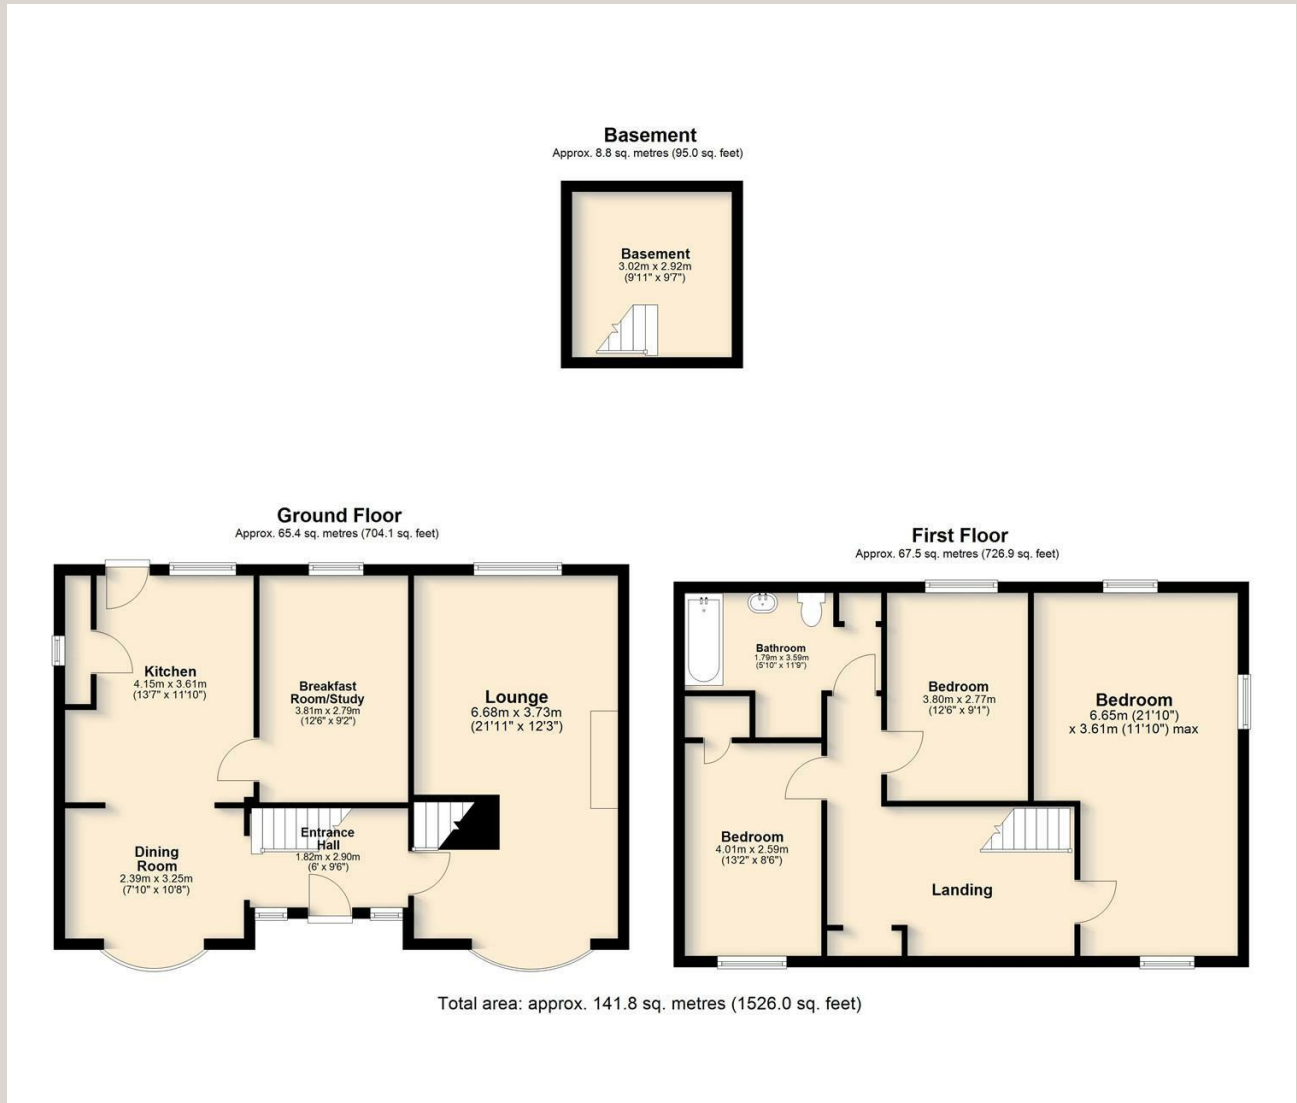 Basement
Approx. 8.8 sq. metres (95.0 sq. feet)
Basement
3.02m x 2.92m
(9'11" x 9'7")
Ground Floor
Approx. 65.4 sq. metres (704.1 sq. feet)
Kitchen
4.15m x 3.61m
(13'7" x 11'10")
Breakfast
Room/Study
3.81m x 2.79m
(12'6" x 9'2")
Lounge
6.68m x 3.73m
(21'11" x 12'3")
Dining
Room
2.39m x 3.25m
(7'10" x 10'8")
Entrance
Hall
1.82m x 2.90m
(6' x 9'6")
First Floor
Approx. 67.5 sq. metres (726.9 sq. feet)
Bathroom
1.79m x 3.59m
(5'10" x 11'9")
Bedroom
3.80m x 2.77m
(12'6" x 9'1")
Bedroom
6.65m (21'10")
x 3.61m (11'10") max
Bedroom
4.01m x 2.59m
(13'2" x 8'6")
Landing
Total area: approx. 141.8 sq. metres (1526.0 sq. feet)